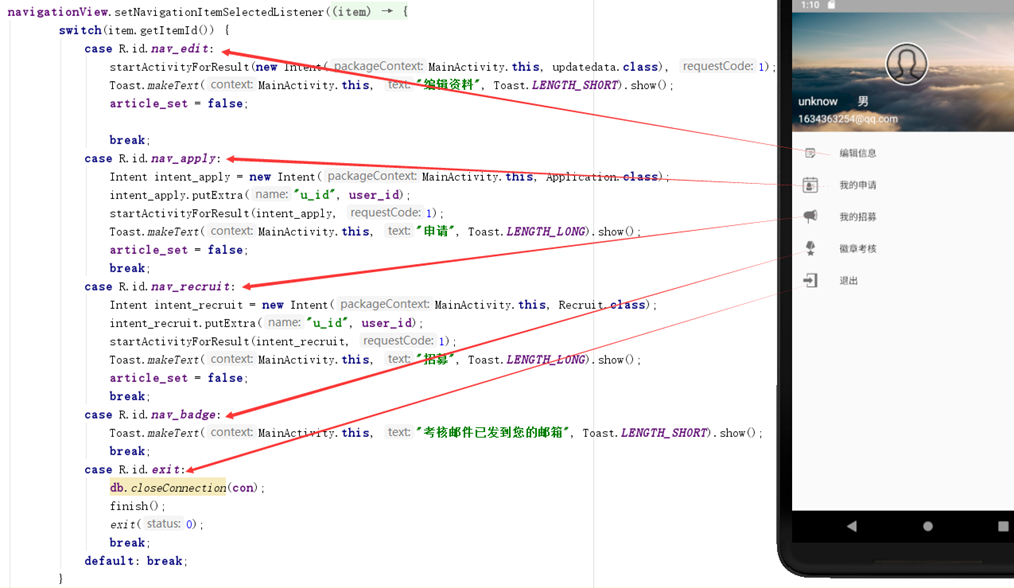 navigationView.setNavigationItemSelectedListener((item) → {
switch(item.getItemId()) {
case R.id.nav_edit:
startActivityForResult(new Intent( packageContext: MainActivity.this, updatedata.class), requestCode: 1);
Toast.makeText( context: MainActivity.this, text: "编辑资料", Toast.LENGTH_SHORT).show();
article_set = false;
break;
case R.id.nav_apply:
Intent intent_apply = new Intent( packageContext: MainActivity.this, Application.class);
intent_apply.putExtra( name: "u_id", user_id);
startActivityForResult(intent_apply, requestCode: 1);
Toast.makeText( context: MainActivity.this, text: "申请", Toast.LENGTH_LONG).show();
article_set = false;
break;
case R.id.nav_recruit:
Intent intent_recruit = new Intent( packageContext: MainActivity.this, Recruit.class);
intent_recruit.putExtra( name: "u_id", user_id);
startActivityForResult(intent_recruit, requestCode: 1);
Toast.makeText( context: MainActivity.this, text: "招募", Toast.LENGTH_LONG).show();
article_set = false;
break;
case R.id.nav_badge:
Toast.makeText( context: MainActivity.this, text: "考核邮件已发到您的邮箱", Toast.LENGTH_SHORT).show();
break;
case R.id.exit:
db.closeConnection(con);
finish();
exit( status: 0);
break;
default: break;
}
1:10
unknow 男
1634363254@qq.com
编辑信息
我的申请
我的招募
徽章考核
退出